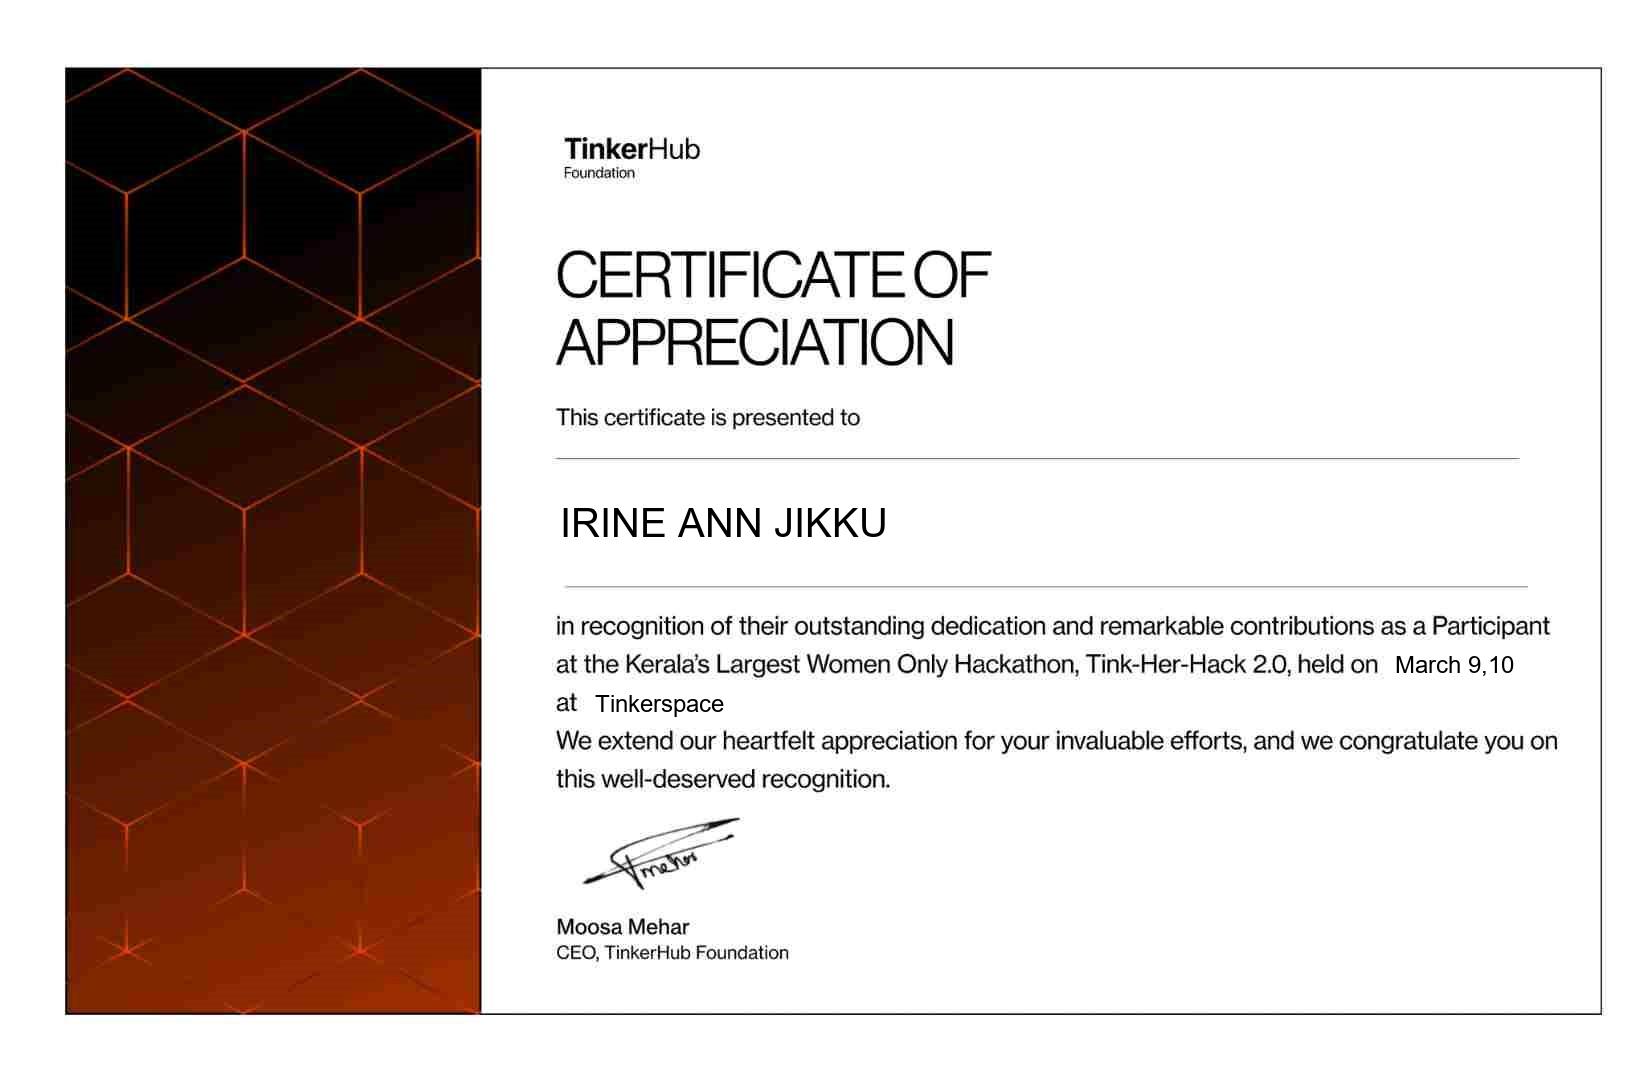 TinkerHub
Foundation
CERTIFICATE OF
APPRECIATION
This certificate is presented to
IRINE ANN JIKKU
in recognition of their outstanding dedication and remarkable contributions as a Participant
at the Kerala’s Largest Women Only Hackathon, Tink-Her-Hack 2.0, held on March 9,10
at Tinkerspace
We extend our heartfelt appreciation for your invaluable efforts, and we congratulate you on
this well-deserved recognition.
Moosa Mehar
CEO, TinkerHub Foundation